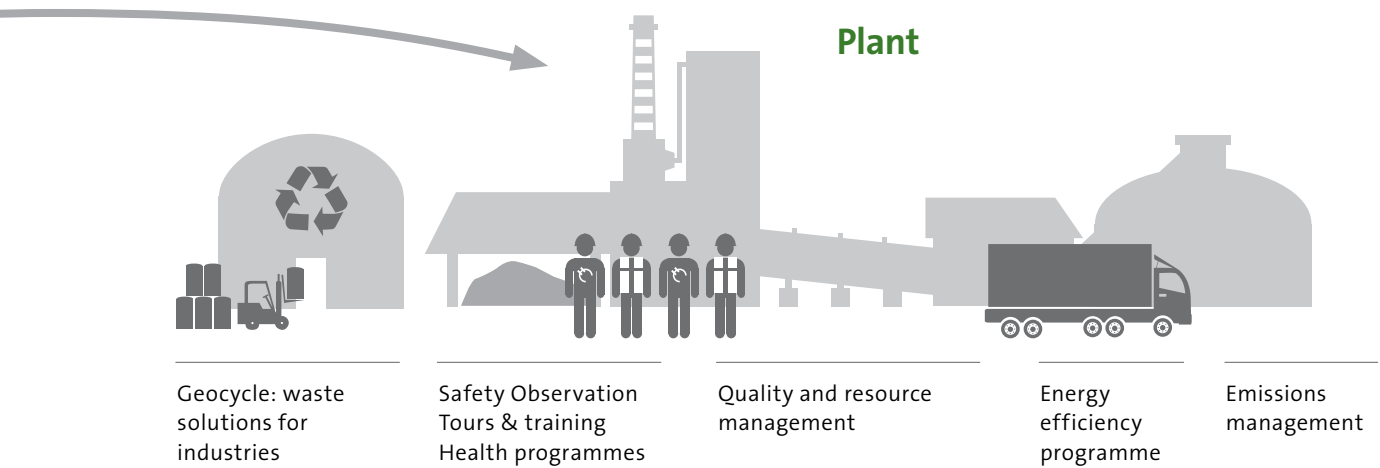 Plant
Geocycle: waste
solutions for
industries
Safety Observation
Tours & training
Health programmes
Quality and resource
management
Energy
efficiency
programme
Emissions
management